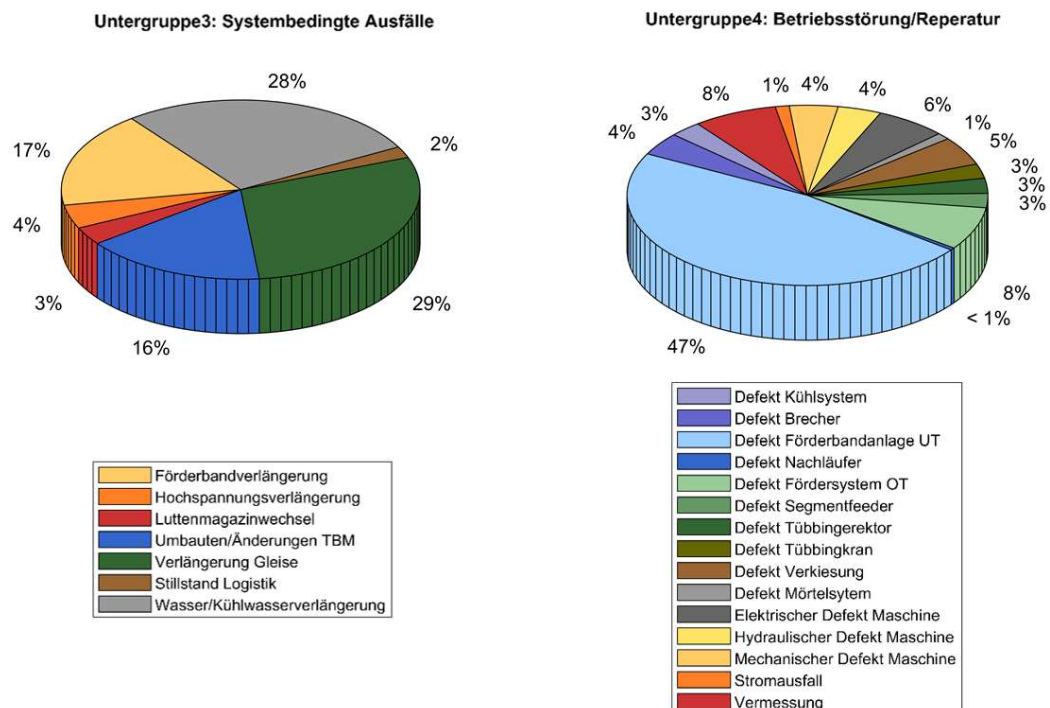 Untergruppe3: Systembedingte Ausfälle
28%
2%
17%
4%
3%
16%
29%
Förderbandverlängerung
Hochspannungsverlängerung
Luttenmagazinwechsel
Umbauten/Änderungen TBM
Verlängerung Gleise
Stillstand Logistik
Wasser/Kühlwasserverlängerung
Untergruppe4: Betriebsstörung/Reperatur
1%
4%
4%
8%
6%
3%
1%
4%
5%
3%
3%
3%
8%
< 1%
47%
Defekt Kühlsystem
Defekt Brecher
Defekt Förderbandanlage UT
Defekt Nachläufer
Defekt Fördersystem OT
Defekt Segmentfeeder
Defekt Tübbingerektor
Defekt Tübbingkran
Defekt Verkiesung
Defekt Mörtelsytem
Elektrischer Defekt Maschine
Hydraulischer Defekt Maschine
Mechanischer Defekt Maschine
Stromausfall
Vermessung